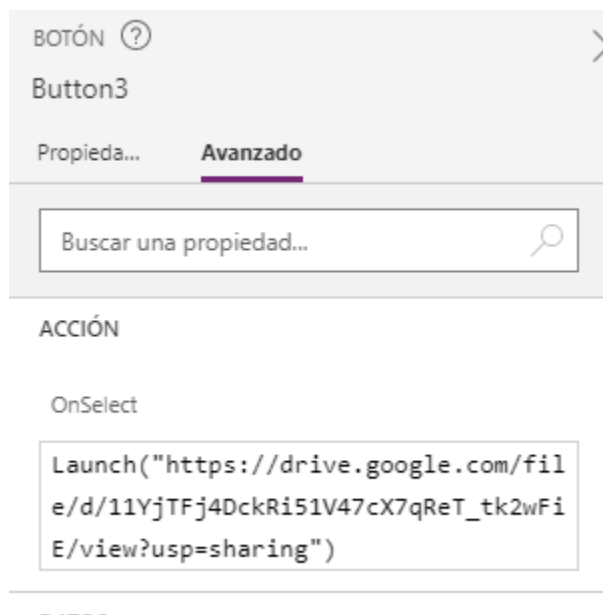 BOTÓN ?
Button3
Propieda... Avanzado
Buscar una propiedad...
ACCIÓN
OnSelect
Launch("https://drive.google.com/fil
e/d/11YjTFj4DckRi51V47cX7qReT_tk2wFi
E/view?usp=sharing")